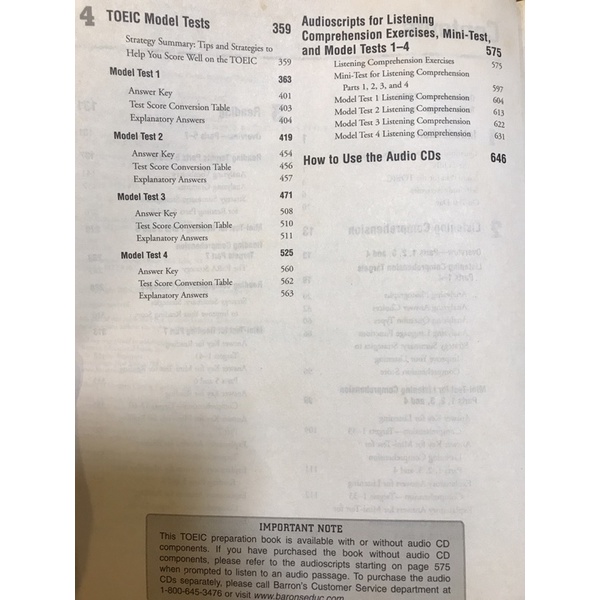 4 TOEIC Model Tests 359
Strategy Summary: Tips and Strategies to
Help You Score Well on the TOEIC 359
Model Test 1 363
Answer Key 401
Test Score Conversion Table 403
Explanatory Answers 404
Model Test 2 419
Answer Key 454
Test Score Conversion Table 456
Explanatory Answers 457
Model Test 3 471
Answer Key 508
Test Score Conversion Table 510
Explanatory Answers 511
Model Test 4 525
Answer Key 560
Test Score Conversion Table 562
Explanatory Answers 563
Audioscripts for Listening
Comprehension Exercises, Mini-Test,
and Model Tests 1–4 575
Listening Comprehension Exercises 575
Mini-Test for Listening Comprehension
Parts 1, 2, 3, and 4 597
Model Test 1 Listening Comprehension 604
Model Test 2 Listening Comprehension 613
Model Test 3 Listening Comprehension 622
Model Test 4 Listening Comprehension 631
How to Use the Audio CDs 646
IMPORTANT NOTE
This TOEIC preparation book is available with or without audio CD
components. If you have purchased the book without audio CD
components, please refer to the audioscripts starting on page 575
when prompted to listen to an audio passage. To purchase the audio
CDs separately, please call Barron's Customer Service department at
1-800-645-3476 or visit www.baronseduc.com